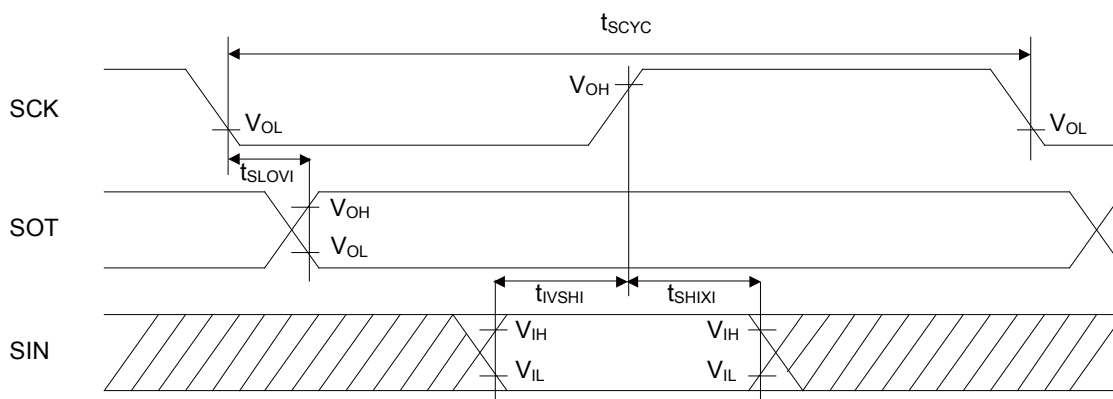 tSCYC
SCK
VOL
VOH
VOL
tSLOVI
SOT
VOH
VOL
tIVSHI
tSHIXI
SIN
VIH
VIH
VIL
VIL